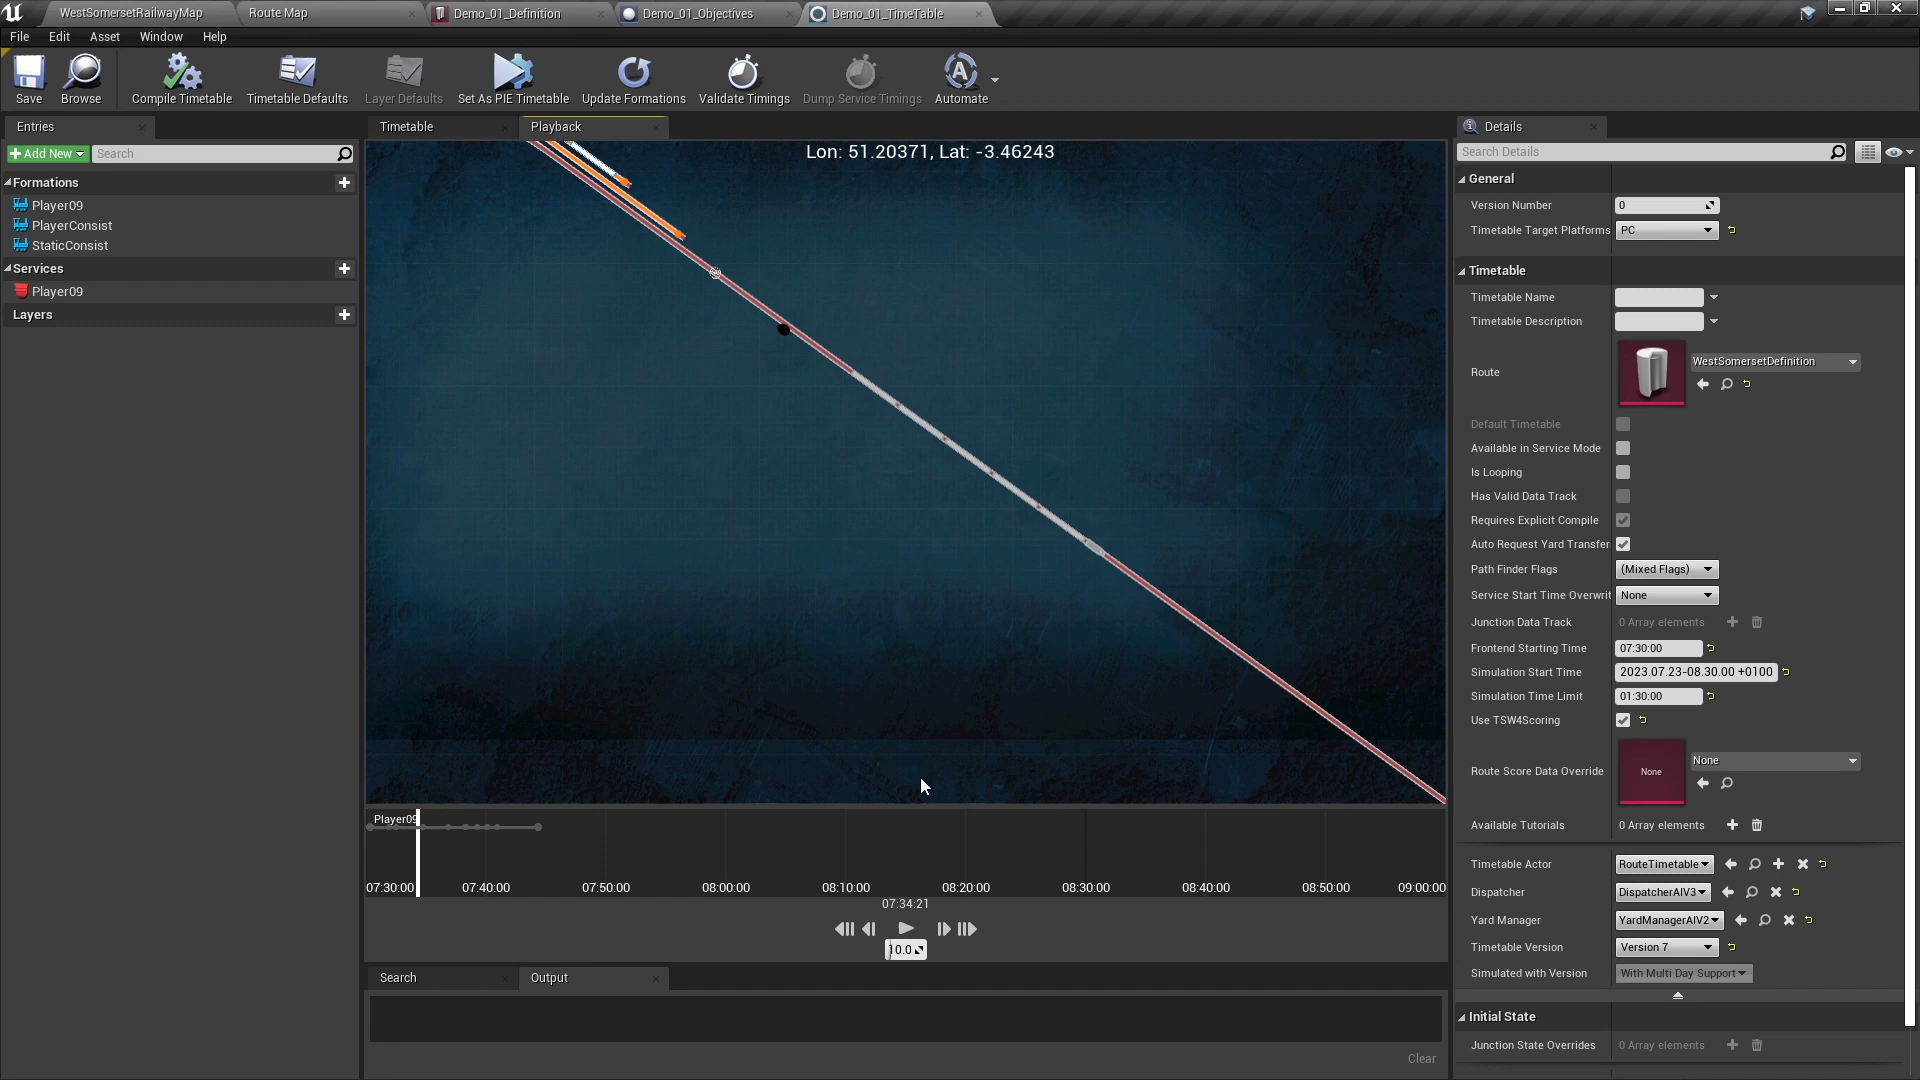 WestSomersetRailwayMap
Route Map
Demo_01_Definition
Demo_01_Objectives
Demo_01_TimeTable
File Edit Asset Window Help
Save
Browse
Compile Timetable
Timetable Defaults
Layer Defaults
Set As PIE Timetable
Update Formations
Validate Timings
Dump Service Timings
Automate
Entries
Add New
Search
Formations
Player09
PlayerConsist
StaticConsist
Services
Player09
Layers
Timetable
Playback
Lon: 51.20371, Lat: -3.46243
Player09
07:30:00 07:40:00 07:50:00 08:00:00 08:10:00 08:20:00 08:30:00 08:40:00 08:50:00 09:00:00
07:34:21
10.0
Search
Output
Clear
Details
Search Details
General
Version Number 0
Timetable Target Platforms PC
Timetable
Timetable Name
Timetable Description
Route WestSomersetDefinition
Default Timetable
Available in Service Mode
Is Looping
Has Valid Data Track
Requires Explicit Compile
Auto Request Yard Transfer
Path Finder Flags (Mixed Flags)
Service Start Time Overwrit None
Junction Data Track 0 Array elements
Frontend Starting Time 07:30:00
Simulation Start Time 2023.07.23-08.30.00 +0100
Simulation Time Limit 01:30:00
Use TSW4Scoring
Route Score Data Override None None
Available Tutorials 0 Array elements
Timetable Actor RouteTimetable
Dispatcher DispatcherAIV3
Yard Manager YardManagerAIV2
Timetable Version Version 7
Simulated with Version With Multi Day Support
Initial State
Junction State Overrides 0 Array elements